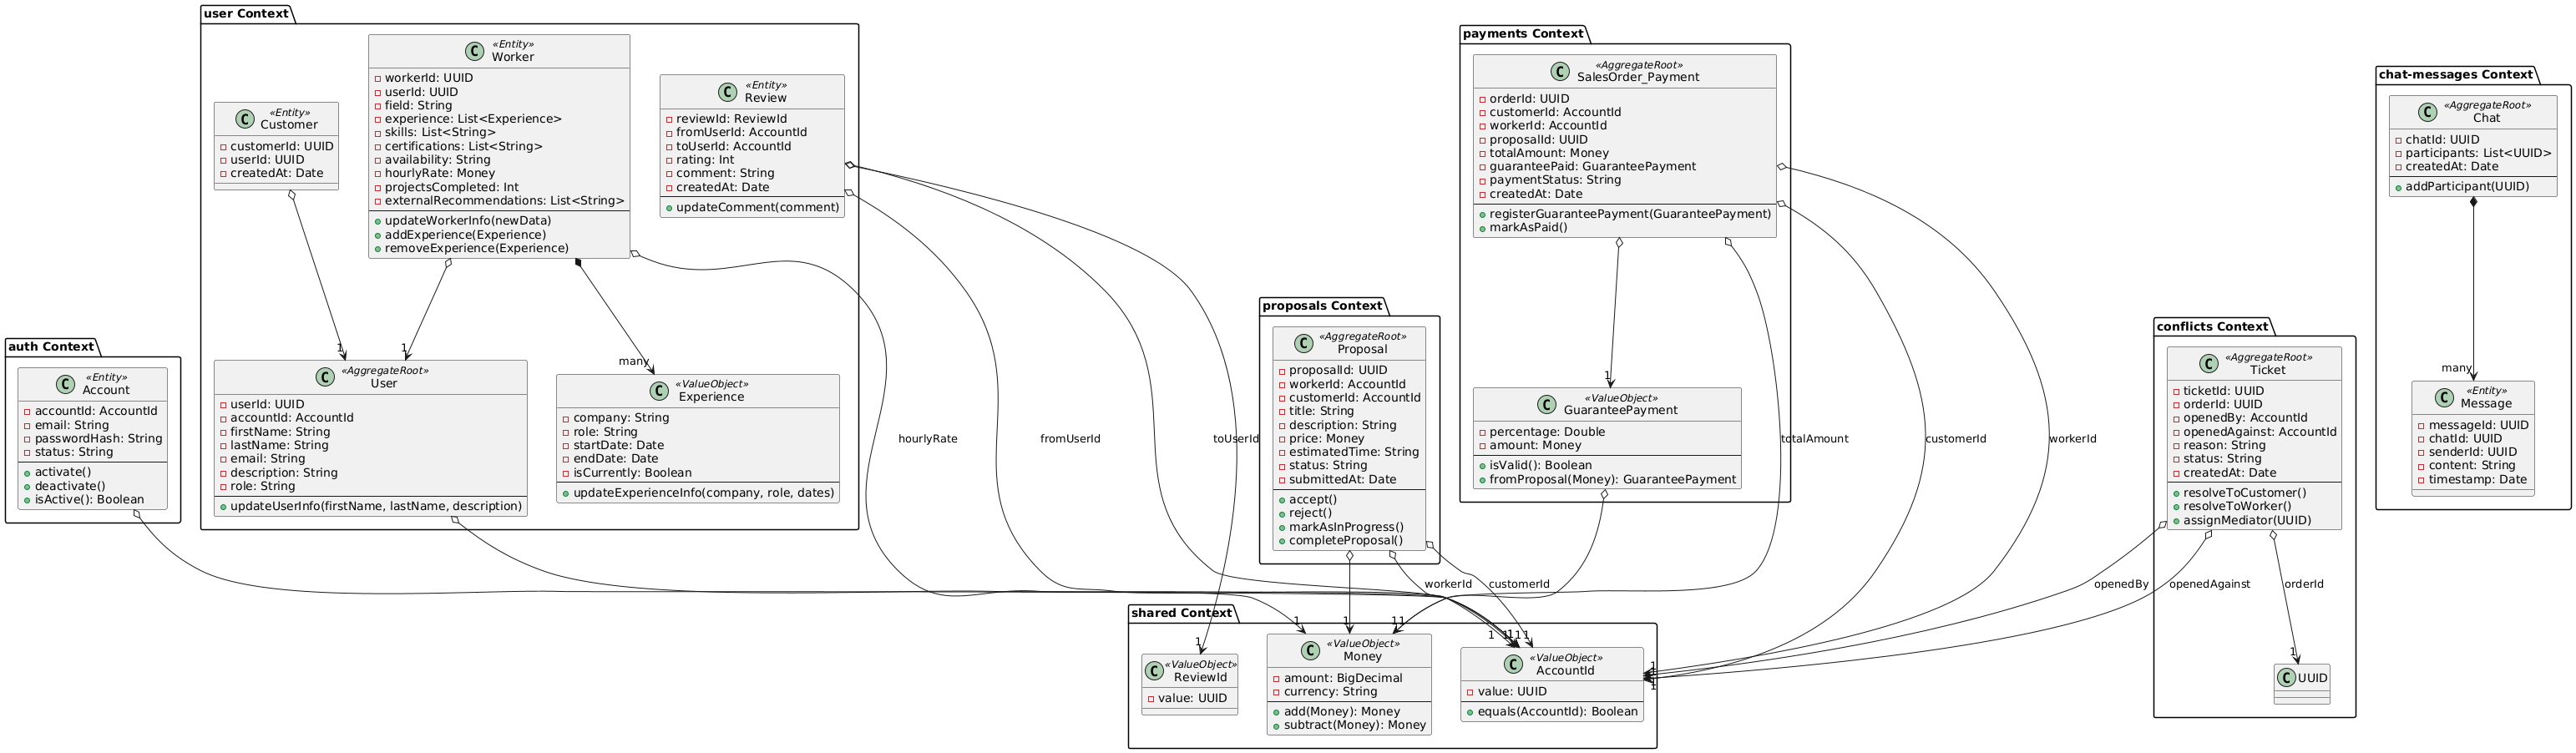 user Context
C
«Entity»
Customer
customerId: UUID
userId: UUID
createdAt: Date
C
«Entity»
Worker
workerId: UUID
userId: UUID
field: String
experience: List<Experience>
skills: List<String>
certifications: List<String>
availability: String
hourlyRate: Money
projectsCompleted: Int
externalRecommendations: List<String>
updateWorkerInfo(newData)
addExperience(Experience)
removeExperience(Experience)
C
«Entity»
Review
reviewId: ReviewId
fromUserId: AccountId
toUserId: AccountId
rating: Int
comment: String
createdAt: Date
updateComment(comment)
1
1
many
C
«AggregateRoot»
User
userId: UUID
accountId: AccountId
firstName: String
lastName: String
email: String
description: String
role: String
updateUserInfo(firstName, lastName, description)
C
«ValueObject»
Experience
company: String
role: String
startDate: Date
endDate: Date
isCurrently: Boolean
updateExperienceInfo(company, role, dates)
auth Context
C
«Entity»
Account
accountId: AccountId
email: String
passwordHash: String
status: String
activate()
deactivate()
isActive(): Boolean
hourlyRate
fromUserId
toUserId
proposals Context
C
«AggregateRoot»
Proposal
proposalId: UUID
workerId: AccountId
customerId: AccountId
title: String
description: String
price: Money
estimatedTime: String
status: String
submittedAt: Date
accept()
reject()
markAsInProgress()
completeProposal()
workerId
customerId
payments Context
C
«AggregateRoot»
SalesOrder_Payment
orderId: UUID
customerId: AccountId
workerId: AccountId
proposalId: UUID
totalAmount: Money
guaranteePaid: GuaranteePayment
paymentStatus: String
createdAt: Date
registerGuaranteePayment(GuaranteePayment)
markAsPaid()
1
C
«ValueObject»
GuaranteePayment
percentage: Double
amount: Money
isValid(): Boolean
fromProposal(Money): GuaranteePayment
totalAmount
customerId
workerId
shared Context
1
C
«ValueObject»
ReviewId
value: UUID
1
1
1
1
C
«ValueObject»
Money
amount: BigDecimal
currency: String
add(Money): Money
subtract(Money): Money
1
1
1
C
«ValueObject»
AccountId
value: UUID
equals(AccountId): Boolean
1
1
conflicts Context
C
«AggregateRoot»
Ticket
ticketId: UUID
orderId: UUID
openedBy: AccountId
openedAgainst: AccountId
reason: String
status: String
createdAt: Date
resolveToCustomer()
resolveToWorker()
assignMediator(UUID)
openedBy
openedAgainst
orderId
1
C
UUID
chat-messages Context
C
«AggregateRoot»
Chat
chatId: UUID
participants: List<UUID>
createdAt: Date
addParticipant(UUID)
many
C
«Entity»
Message
messageId: UUID
chatId: UUID
senderId: UUID
content: String
timestamp: Date